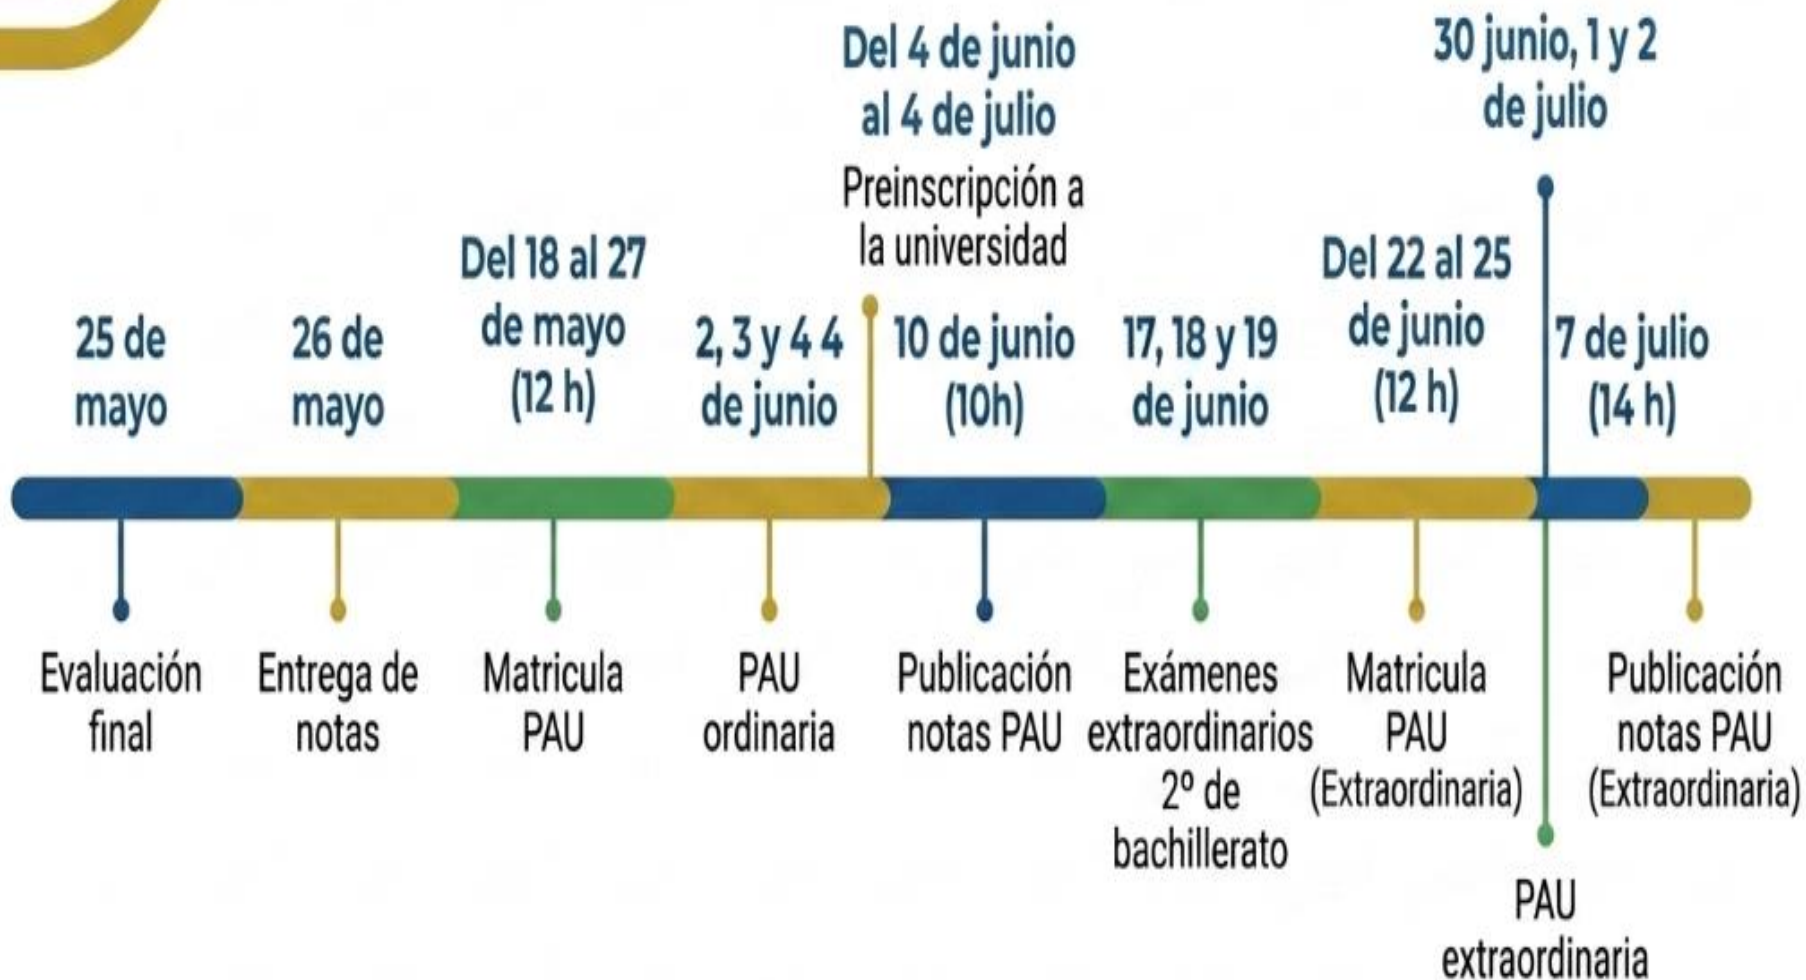 Del 4 de junio
al 4 de julio
Preinscripción a
la universidad
30 junio, 1 y 2
de julio
25 de
mayo
26 de
mayo
Del 18 al 27
de mayo
(12 h)
2, 3 y 4 4
de junio
10 de junio
(10h)
17, 18 y 19
de junio
Del 22 al 25
de junio
(12 h)
7 de julio
(14 h)
Evaluación
final
Entrega de
notas
Matricula
PAU
PAU
ordinaria
Publicación
notas PAU
Exámenes
extraordinarios
2º de
bachillerato
Matricula
PAU
(Extraordinaria)
Publicación
notas PAU
(Extraordinaria)
PAU
extraordinaria